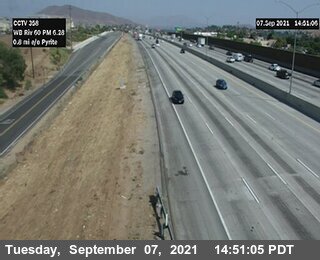 CCTV 358
WB Riv 60 PM 6.28
0.8 mi e/o Pyrite
07.Sep 2021
14:51:06
Tuesday, September 07, 2021 14:51:05 PDT